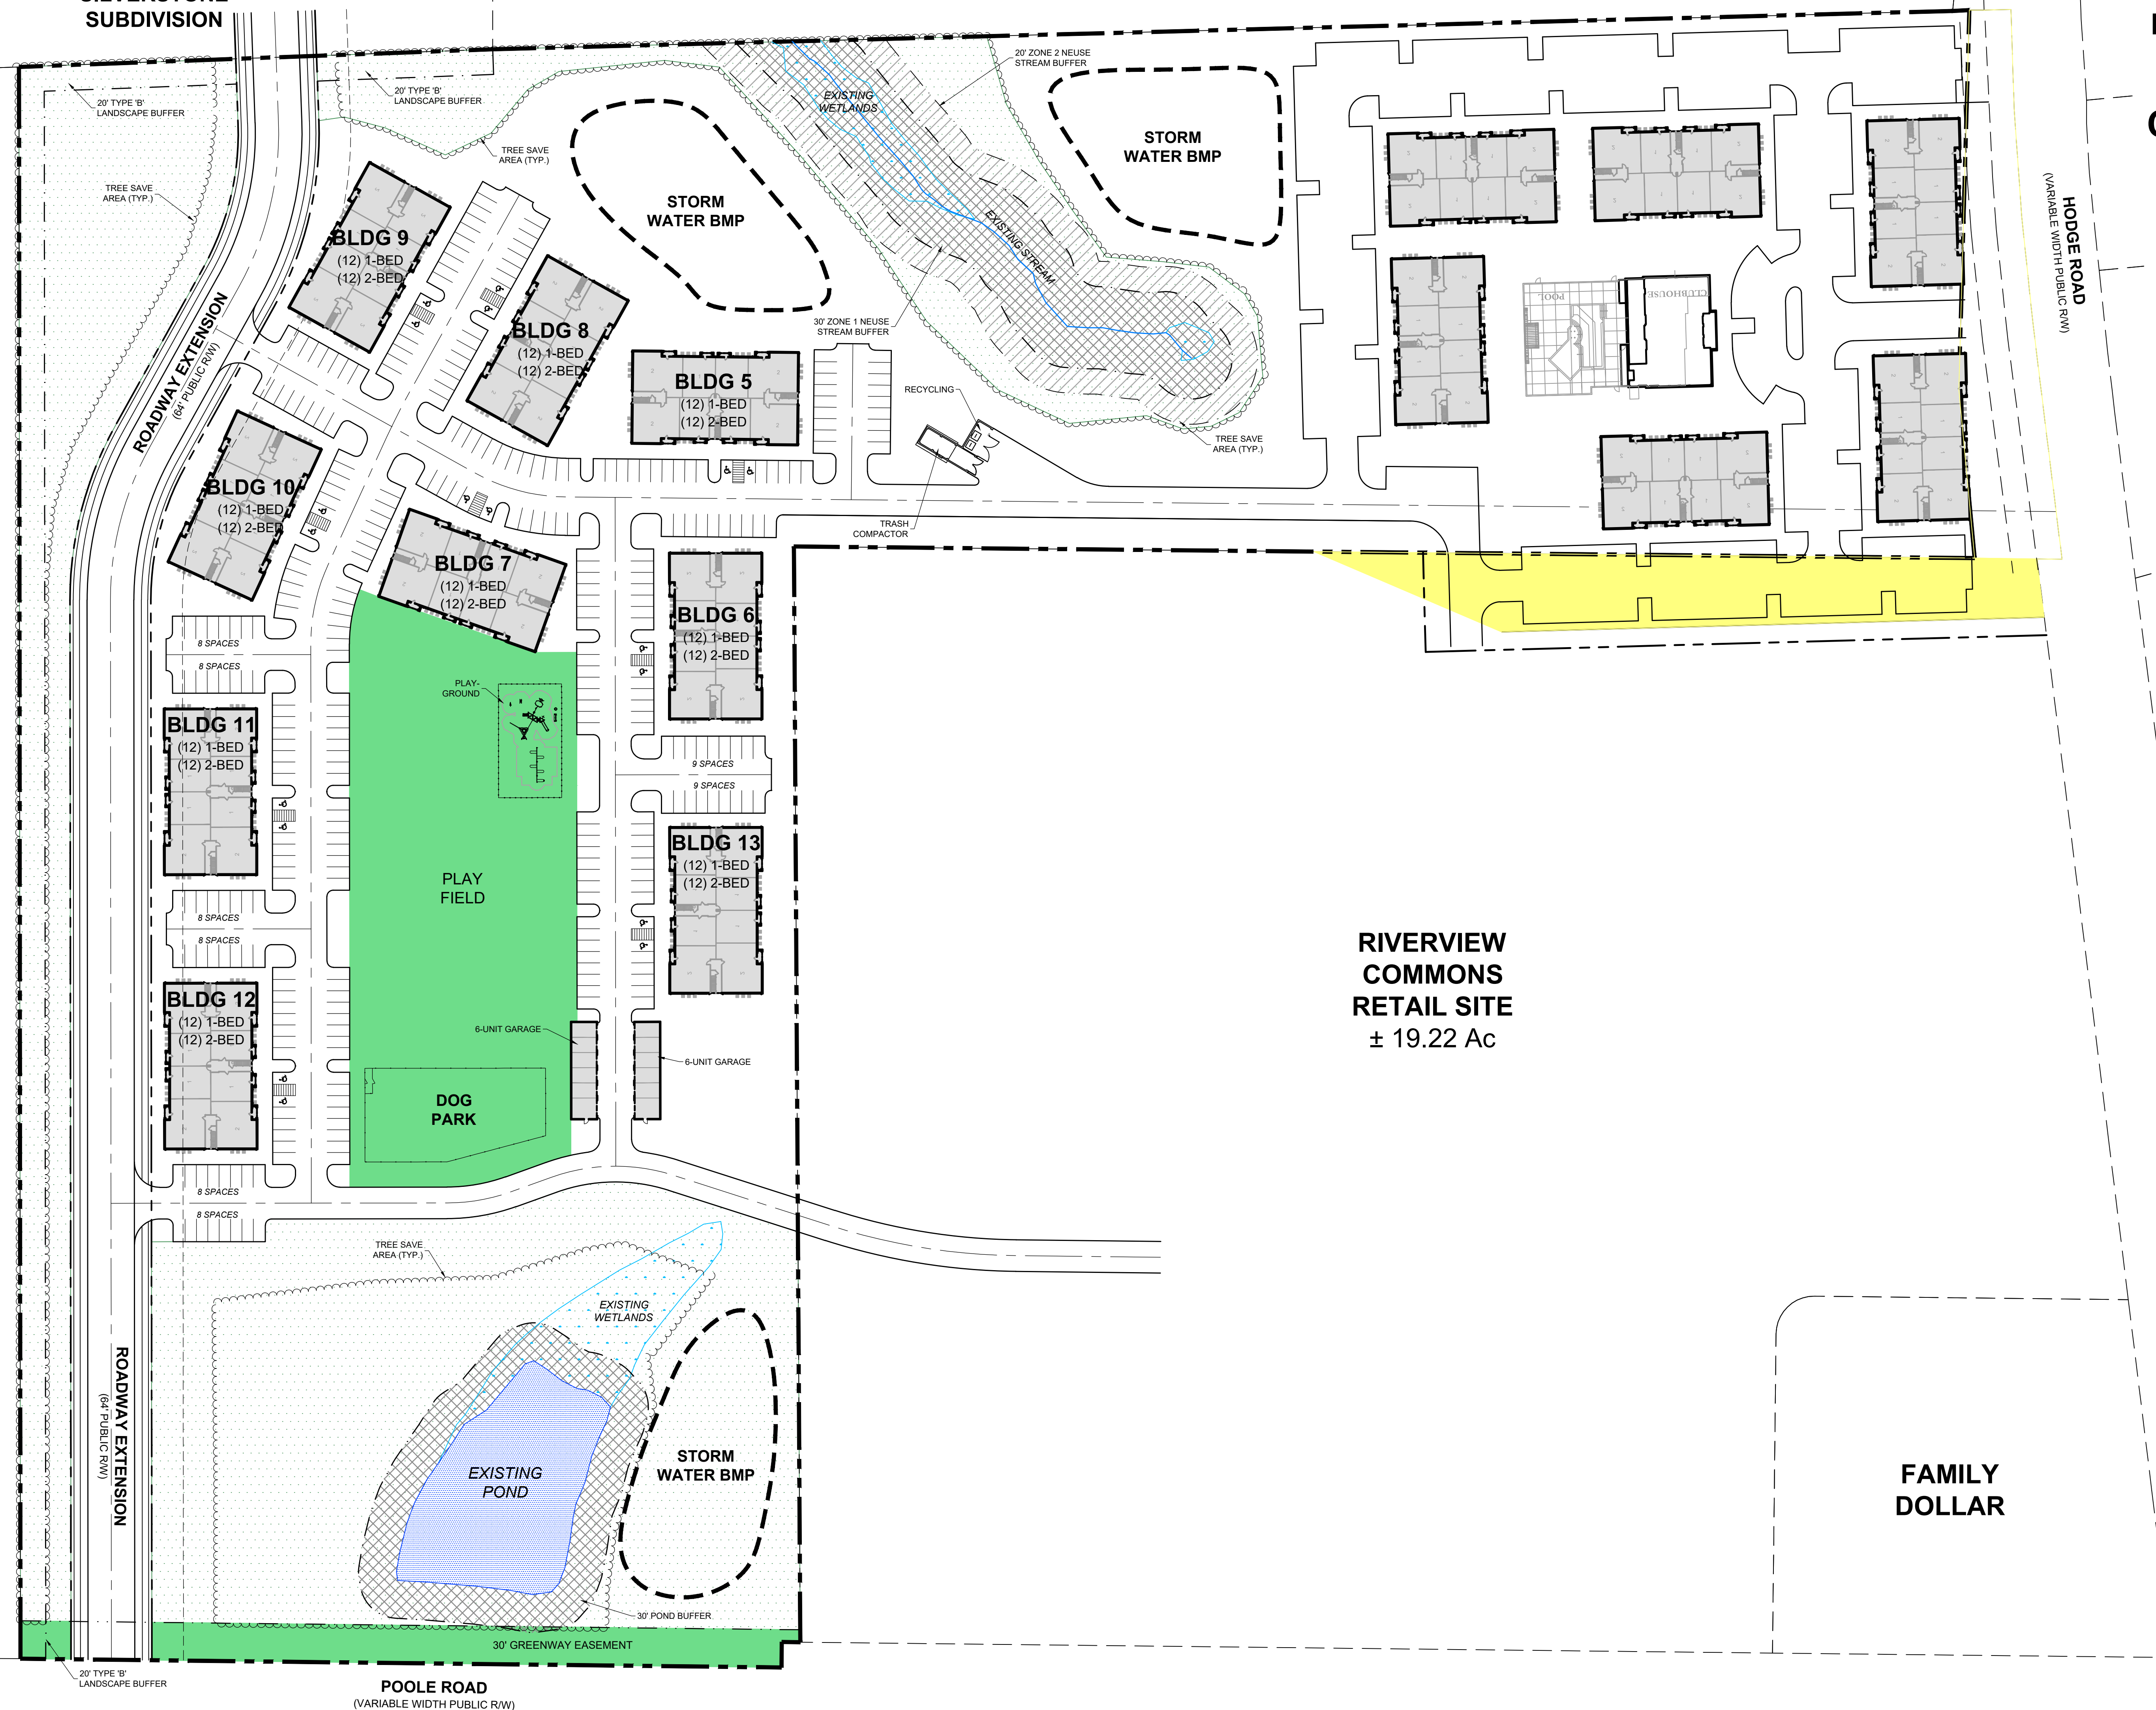 SUBDIVISION
20' TYPE 'B'
LANDSCAPE BUFFER
20' TYPE 'B'
LANDSCAPE BUFFER
TREE SAVE
AREA (TYP.)
TREE SAVE
AREA (TYP.)
EXISTING
WETLANDS
20' ZONE 2 NEUSE
STREAM BUFFER
STORM
WATER BMP
STORM
WATER BMP
EXISTING STREAM
30' ZONE 1 NEUSE
STREAM BUFFER
HODGE ROAD
(VARIABLE WIDTH PUBLIC R/W)
ROADWAY EXTENSION
(64' PUBLIC R/W)
BLDG 9
(12) 1-BED
(12) 2-BED
BLDG 8
(12) 1-BED
(12) 2-BED
BLDG 5
(12) 1-BED
(12) 2-BED
POOL
CLUBHOUSE
RECYCLING
TREE SAVE
AREA (TYP.)
TRASH
COMPACTOR
BLDG 10
(12) 1-BED
(12) 2-BED
BLDG 7
(12) 1-BED
(12) 2-BED
BLDG 6
(12) 1-BED
(12) 2-BED
8 SPACES
8 SPACES
PLAY-
GROUND
BLDG 11
(12) 1-BED
(12) 2-BED
9 SPACES
9 SPACES
BLDG 13
(12) 1-BED
(12) 2-BED
PLAY
FIELD
8 SPACES
8 SPACES
RIVERVIEW
COMMONS
RETAIL SITE
± 19.22 Ac
BLDG 12
(12) 1-BED
(12) 2-BED
6-UNIT GARAGE
6-UNIT GARAGE
DOG
PARK
8 SPACES
8 SPACES
TREE SAVE
AREA (TYP.)
EXISTING
WETLANDS
ROADWAY EXTENSION
(64' PUBLIC R/W)
EXISTING
POND
STORM
WATER BMP
FAMILY
DOLLAR
30' POND BUFFER
30' GREENWAY EASEMENT
20' TYPE 'B'
LANDSCAPE BUFFER
POOLE ROAD
(VARIABLE WIDTH PUBLIC R/W)